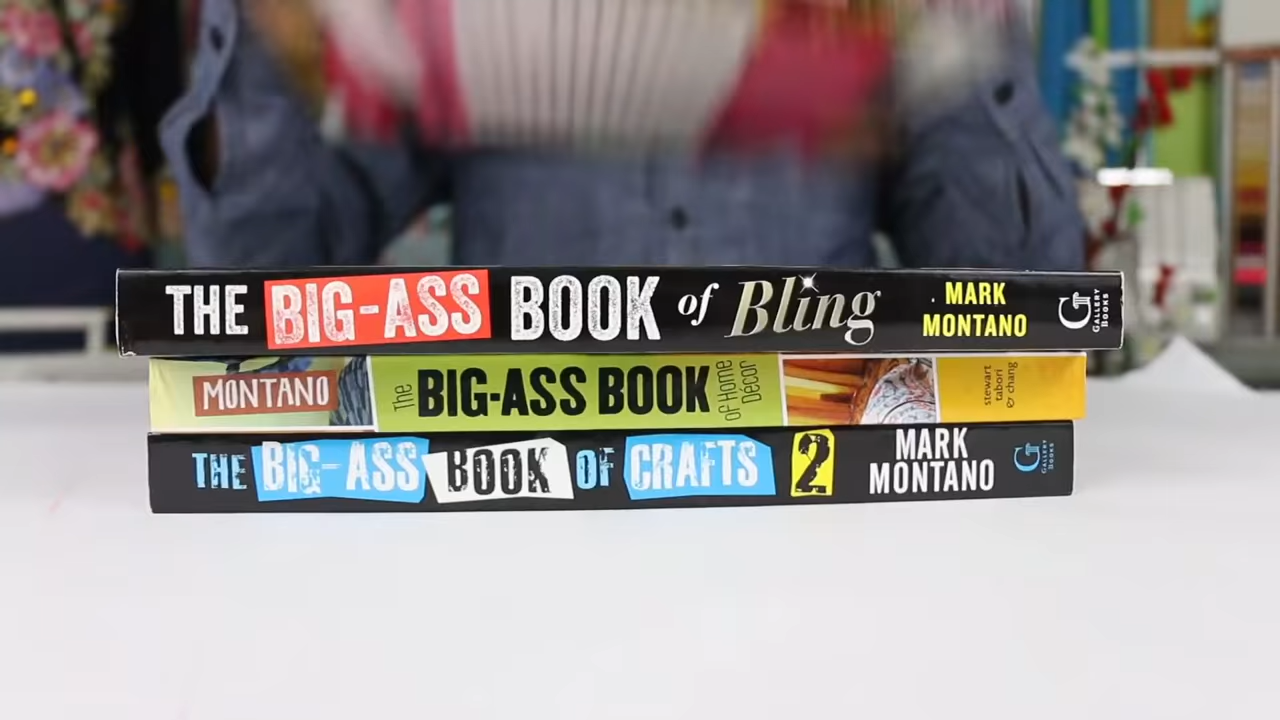 THE BIG-ASS BOOK of Bling MARK MONTANO G GALLERY BOOKS
MONTANO The BIG-ASS BOOK of Home Décor stewart tabori & chang
THE BIG-ASS BOOK OF CRAFTS 2 MARK MONTANO G GALLERY BOOKS